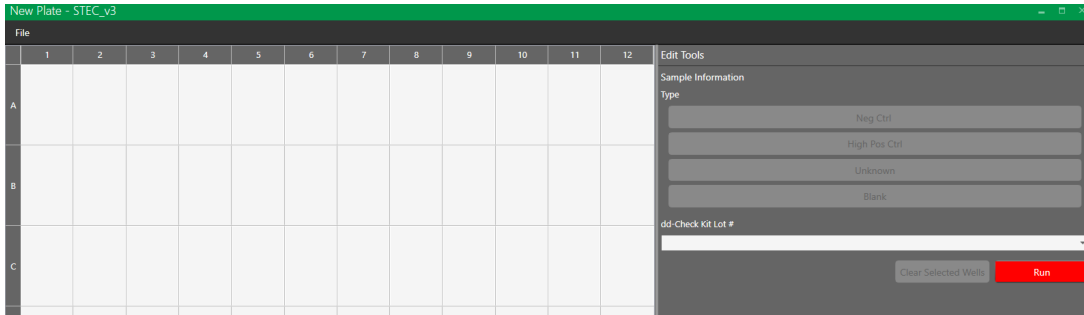 New Plate - STEC_v3
File
1 2 3 4 5 6 7 8 9 10 11 12
Edit Tools
Sample Information
Type
A
Neg Ctrl
High Pos Ctrl
Unknown
B
Blank
dd-Check Kit Lot #
C
Clear Selected Wells
Run